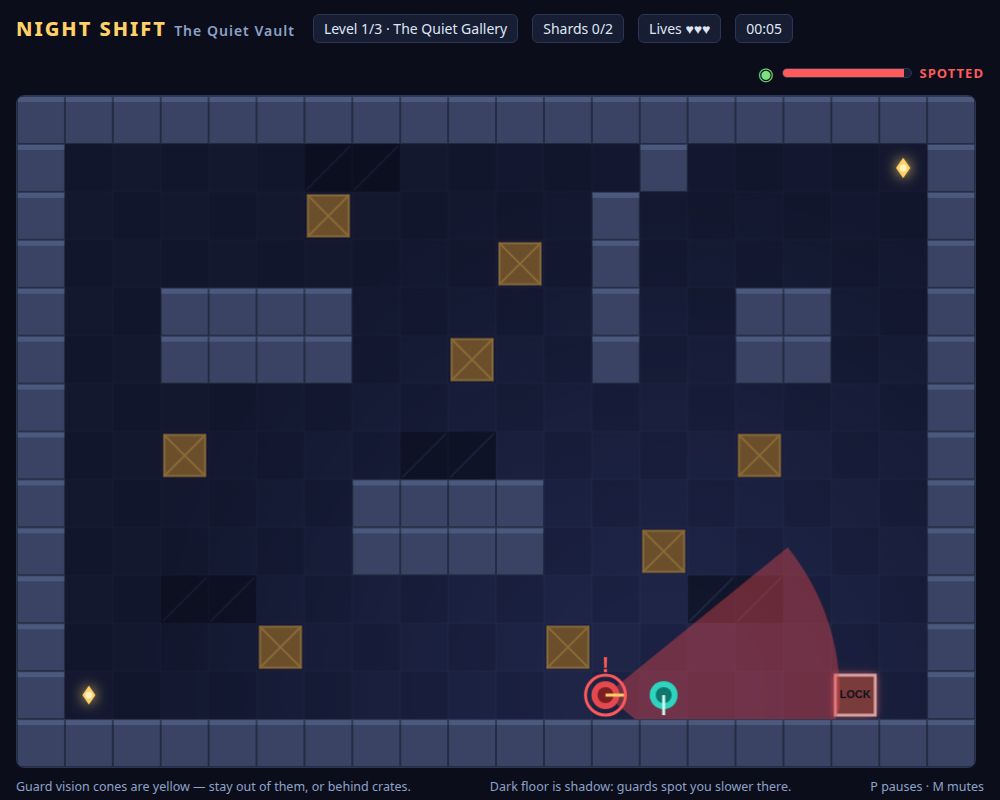 NIGHT SHIFT The Quiet Vault
Level 1/3 · The Quiet Gallery
Shards 0/2
Lives ♥♥♥
00:05
SPOTTED
!
LOCK
Guard vision cones are yellow — stay out of them, or behind crates.
Dark floor is shadow: guards spot you slower there.
P pauses · M mutes